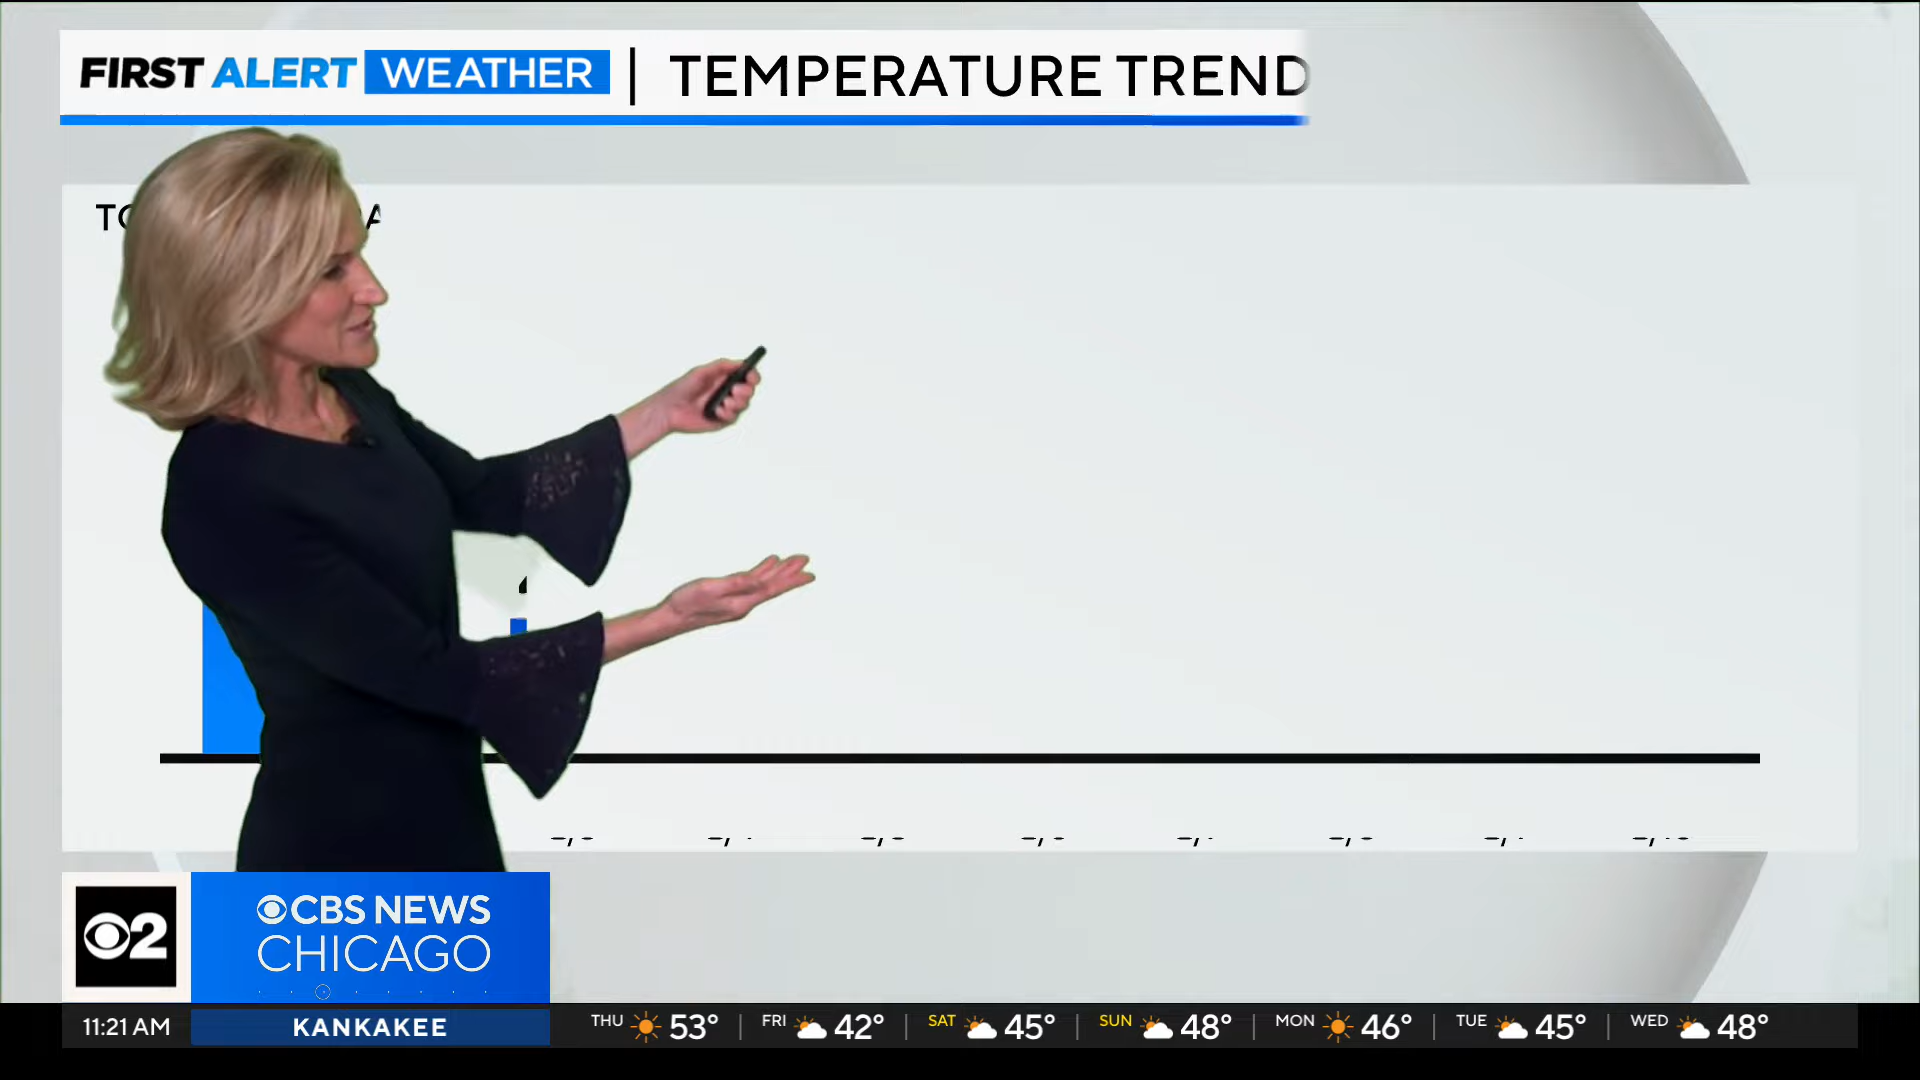 FIRST ALERT WEATHER | TEMPERATURE TREND
2 CBS NEWS
CHICAGO
11:21 AM KANKAKEE THU 53° | FRI 42° | SAT 45° | SUN 48° | MON 46° | TUE 45° | WED 48°